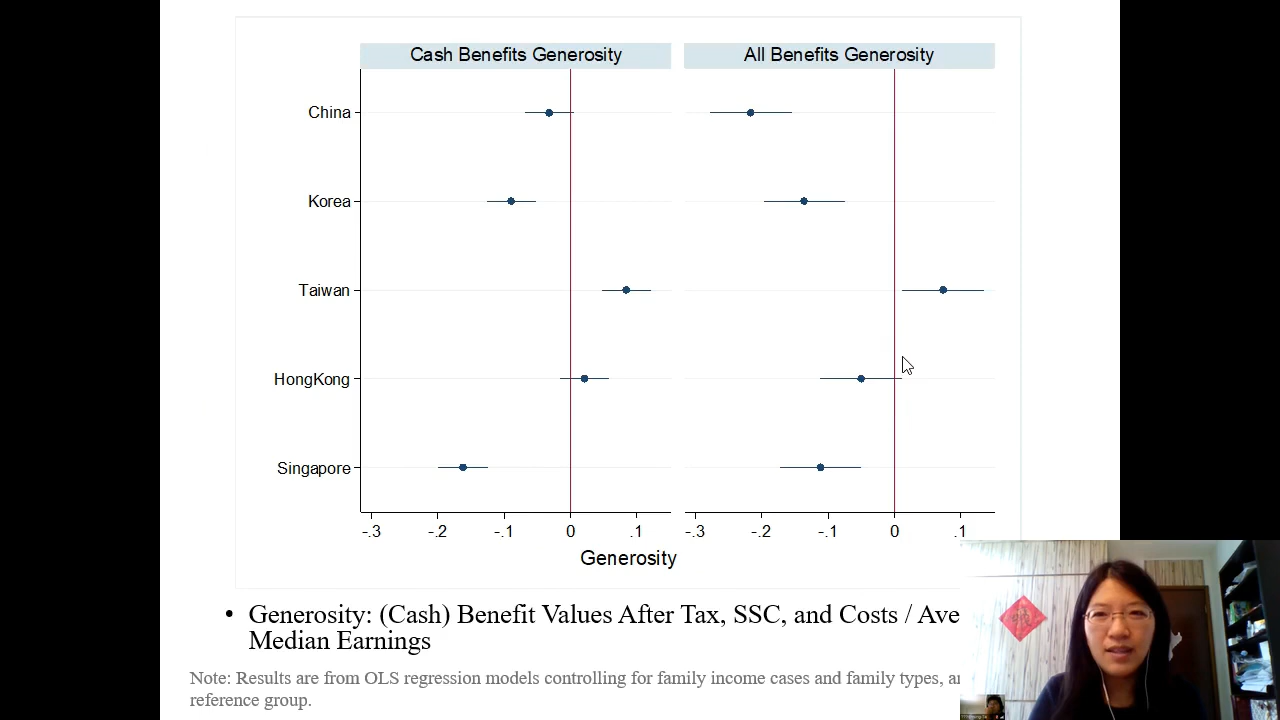 Cash Benefits Generosity
All Benefits Generosity
China
Korea
Taiwan
HongKong
Singapore
-.3 -.2 -.1 0 .1
-.3 -.2 -.1 0 .1
Generosity
• Generosity: (Cash) Benefit Values After Tax, SSC, and Costs / Ave
Median Earnings
Note: Results are from OLS regression models controlling for family income cases and family types,
reference group.